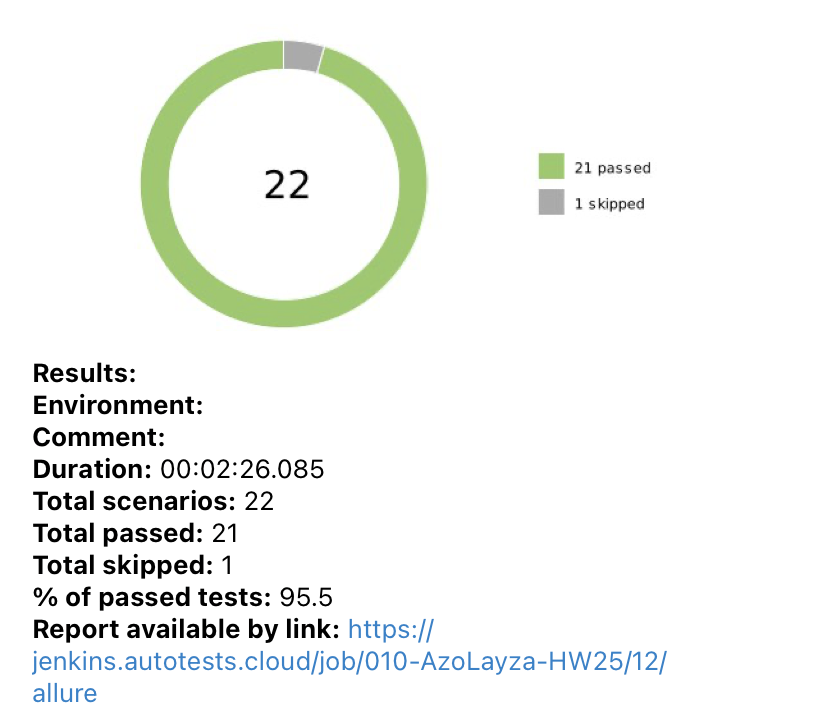 22
21 passed
1 skipped
Results:
Environment:
Comment:
Duration: 00:02:26.085
Total scenarios: 22
Total passed: 21
Total skipped: 1
% of passed tests: 95.5
Report available by link: https://
jenkins.autotests.cloud/job/010-AzoLayza-HW25/12/
allure